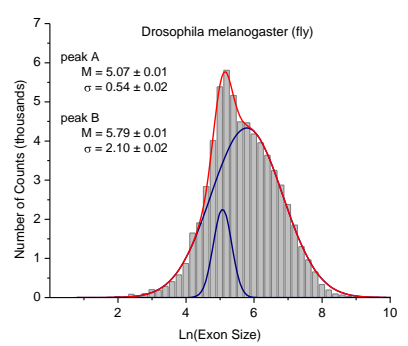 Drosophila melanogaster (fly)
peak A
M = 5.07 ± 0.01
σ = 0.54 ± 0.02
peak B
M = 5.79 ± 0.01
σ = 2.10 ± 0.02
Number of Counts (thousands)
7
6
5
4
3
2
1
0
2 4 6 8 10
Ln(Exon Size)